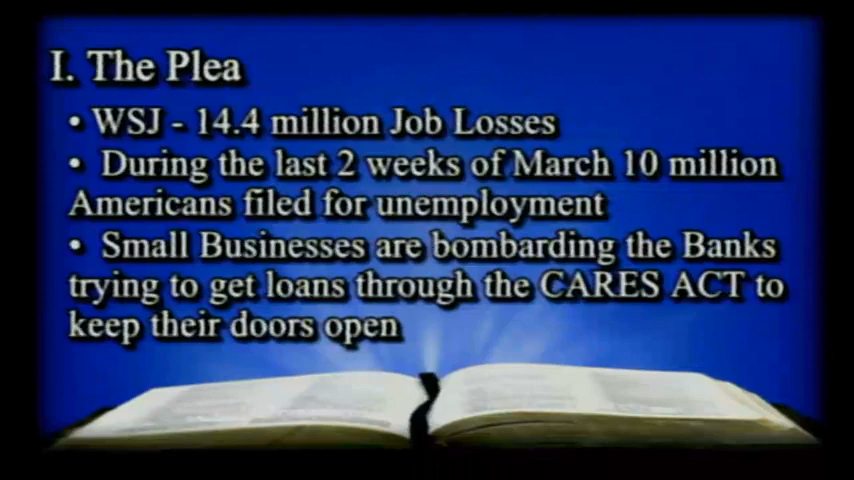 I. The Plea
• WSJ - 14.4 million Job Losses
• During the last 2 weeks of March 10 million
Americans filed for unemployment
• Small Businesses are bombarding the Banks
trying to get loans through the CARES ACT to
keep their doors open